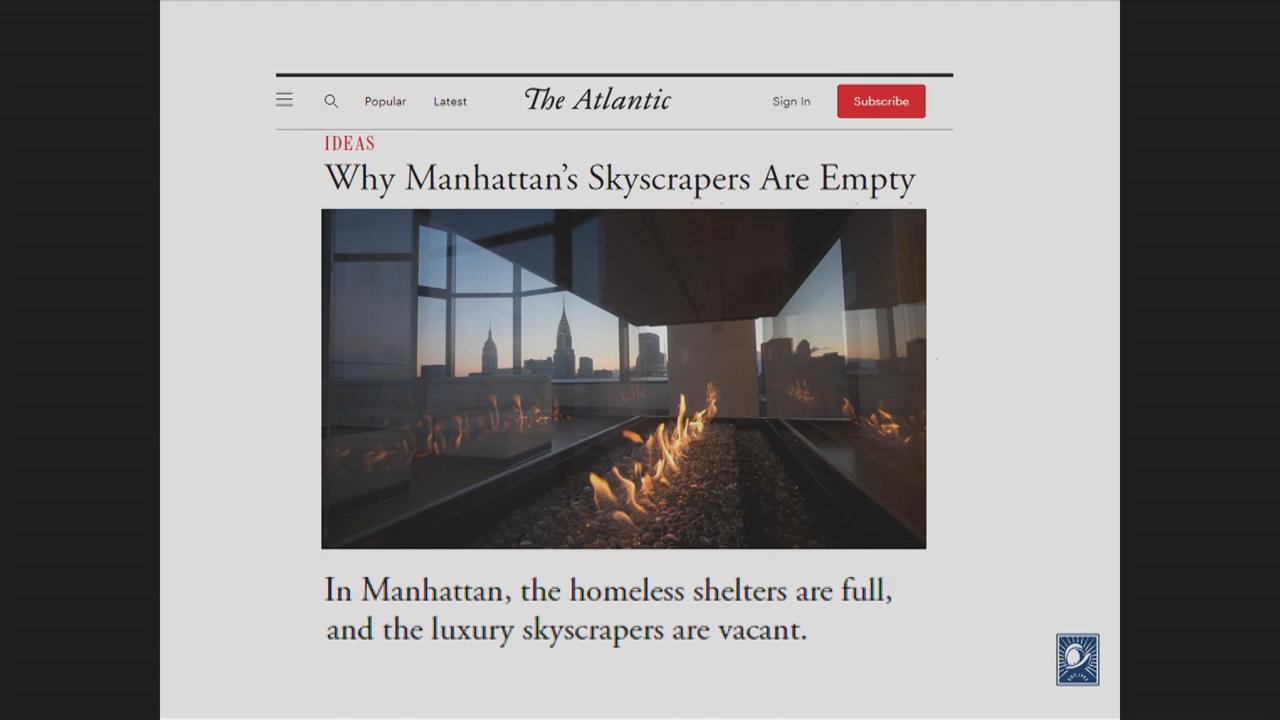 Popular Latest The Atlantic Sign In Subscribe
IDEAS
Why Manhattan's Skyscrapers Are Empty
In Manhattan, the homeless shelters are full,
and the luxury skyscrapers are vacant.